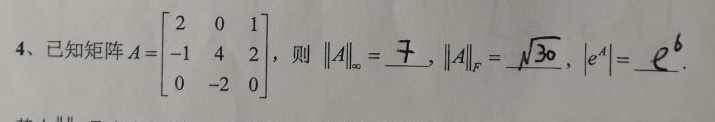 4、已知矩阵 A = [2 0 1; -1 4 2; 0 -2 0]，则 ‖A‖∞ = 7，‖A‖F = √30，|e^A| = e^6.